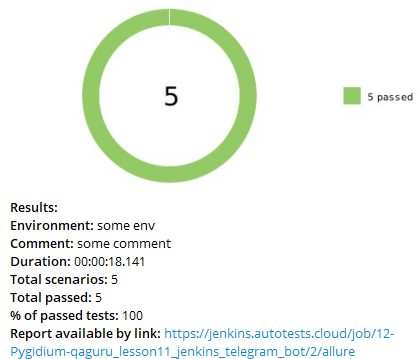 5
5 passed
Results:
Environment: some env
Comment: some comment
Duration: 00:00:18.141
Total scenarios: 5
Total passed: 5
% of passed tests: 100
Report available by link: https://jenkins.autotests.cloud/job/12-
Pygidium-qaguru_lesson11_jenkins_telegram_bot/2/allure